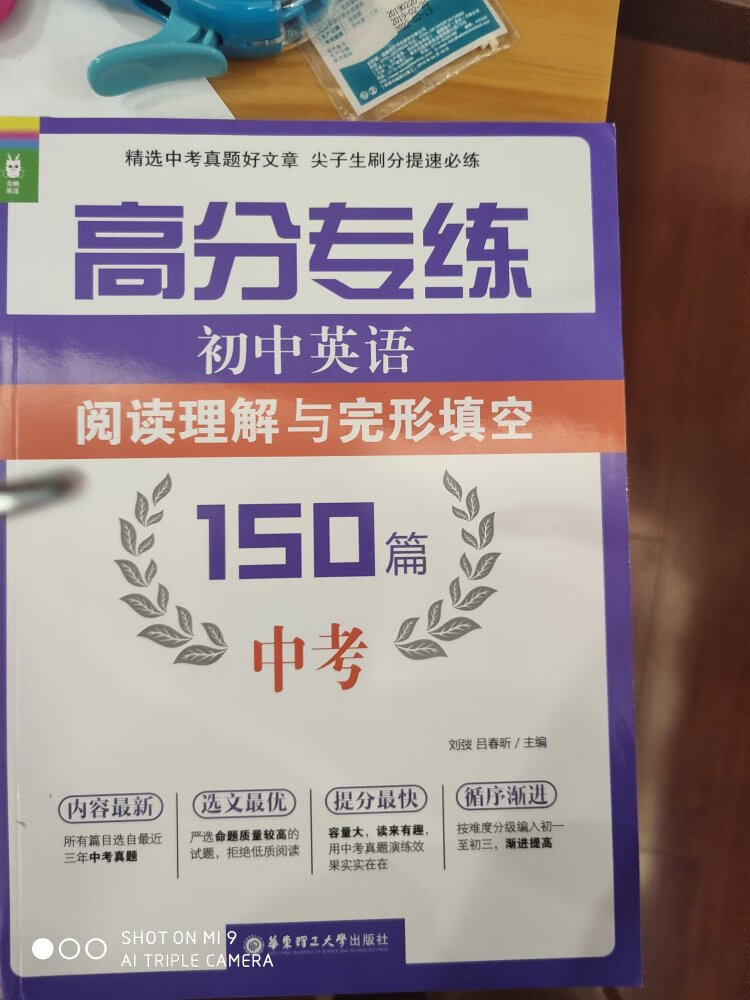 精选中考真题好文章 尖子生刷分提速必练
高分专练
初中英语
阅读理解与完形填空
150篇
中考
刘弢 吕春昕 / 主编
内容最新
所有篇目选自最近
三年中考真题
选文最优
严选命题质量较高的
试题，拒绝低质阅读
提分最快
容量大，读来有趣，
用中考真题演练效
果实实在在
循序渐进
按难度分级编入初一
至初三，渐进提高
華東理工大學出版社
SHOT ON MI 9
AI TRIPLE CAMERA